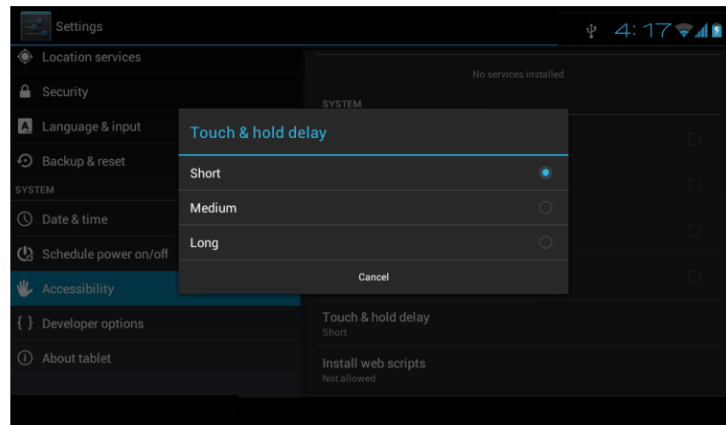 Settings
4:17
Location services
Security
Language & input
Backup & reset
SYSTEM
Date & time
Schedule power on/off
Accessibility
{ } Developer options
About tablet
No services installed
SYSTEM
Touch & hold delay
Short
Medium
Long
Cancel
Touch & hold delay
Short
Install web scripts
Not allowed